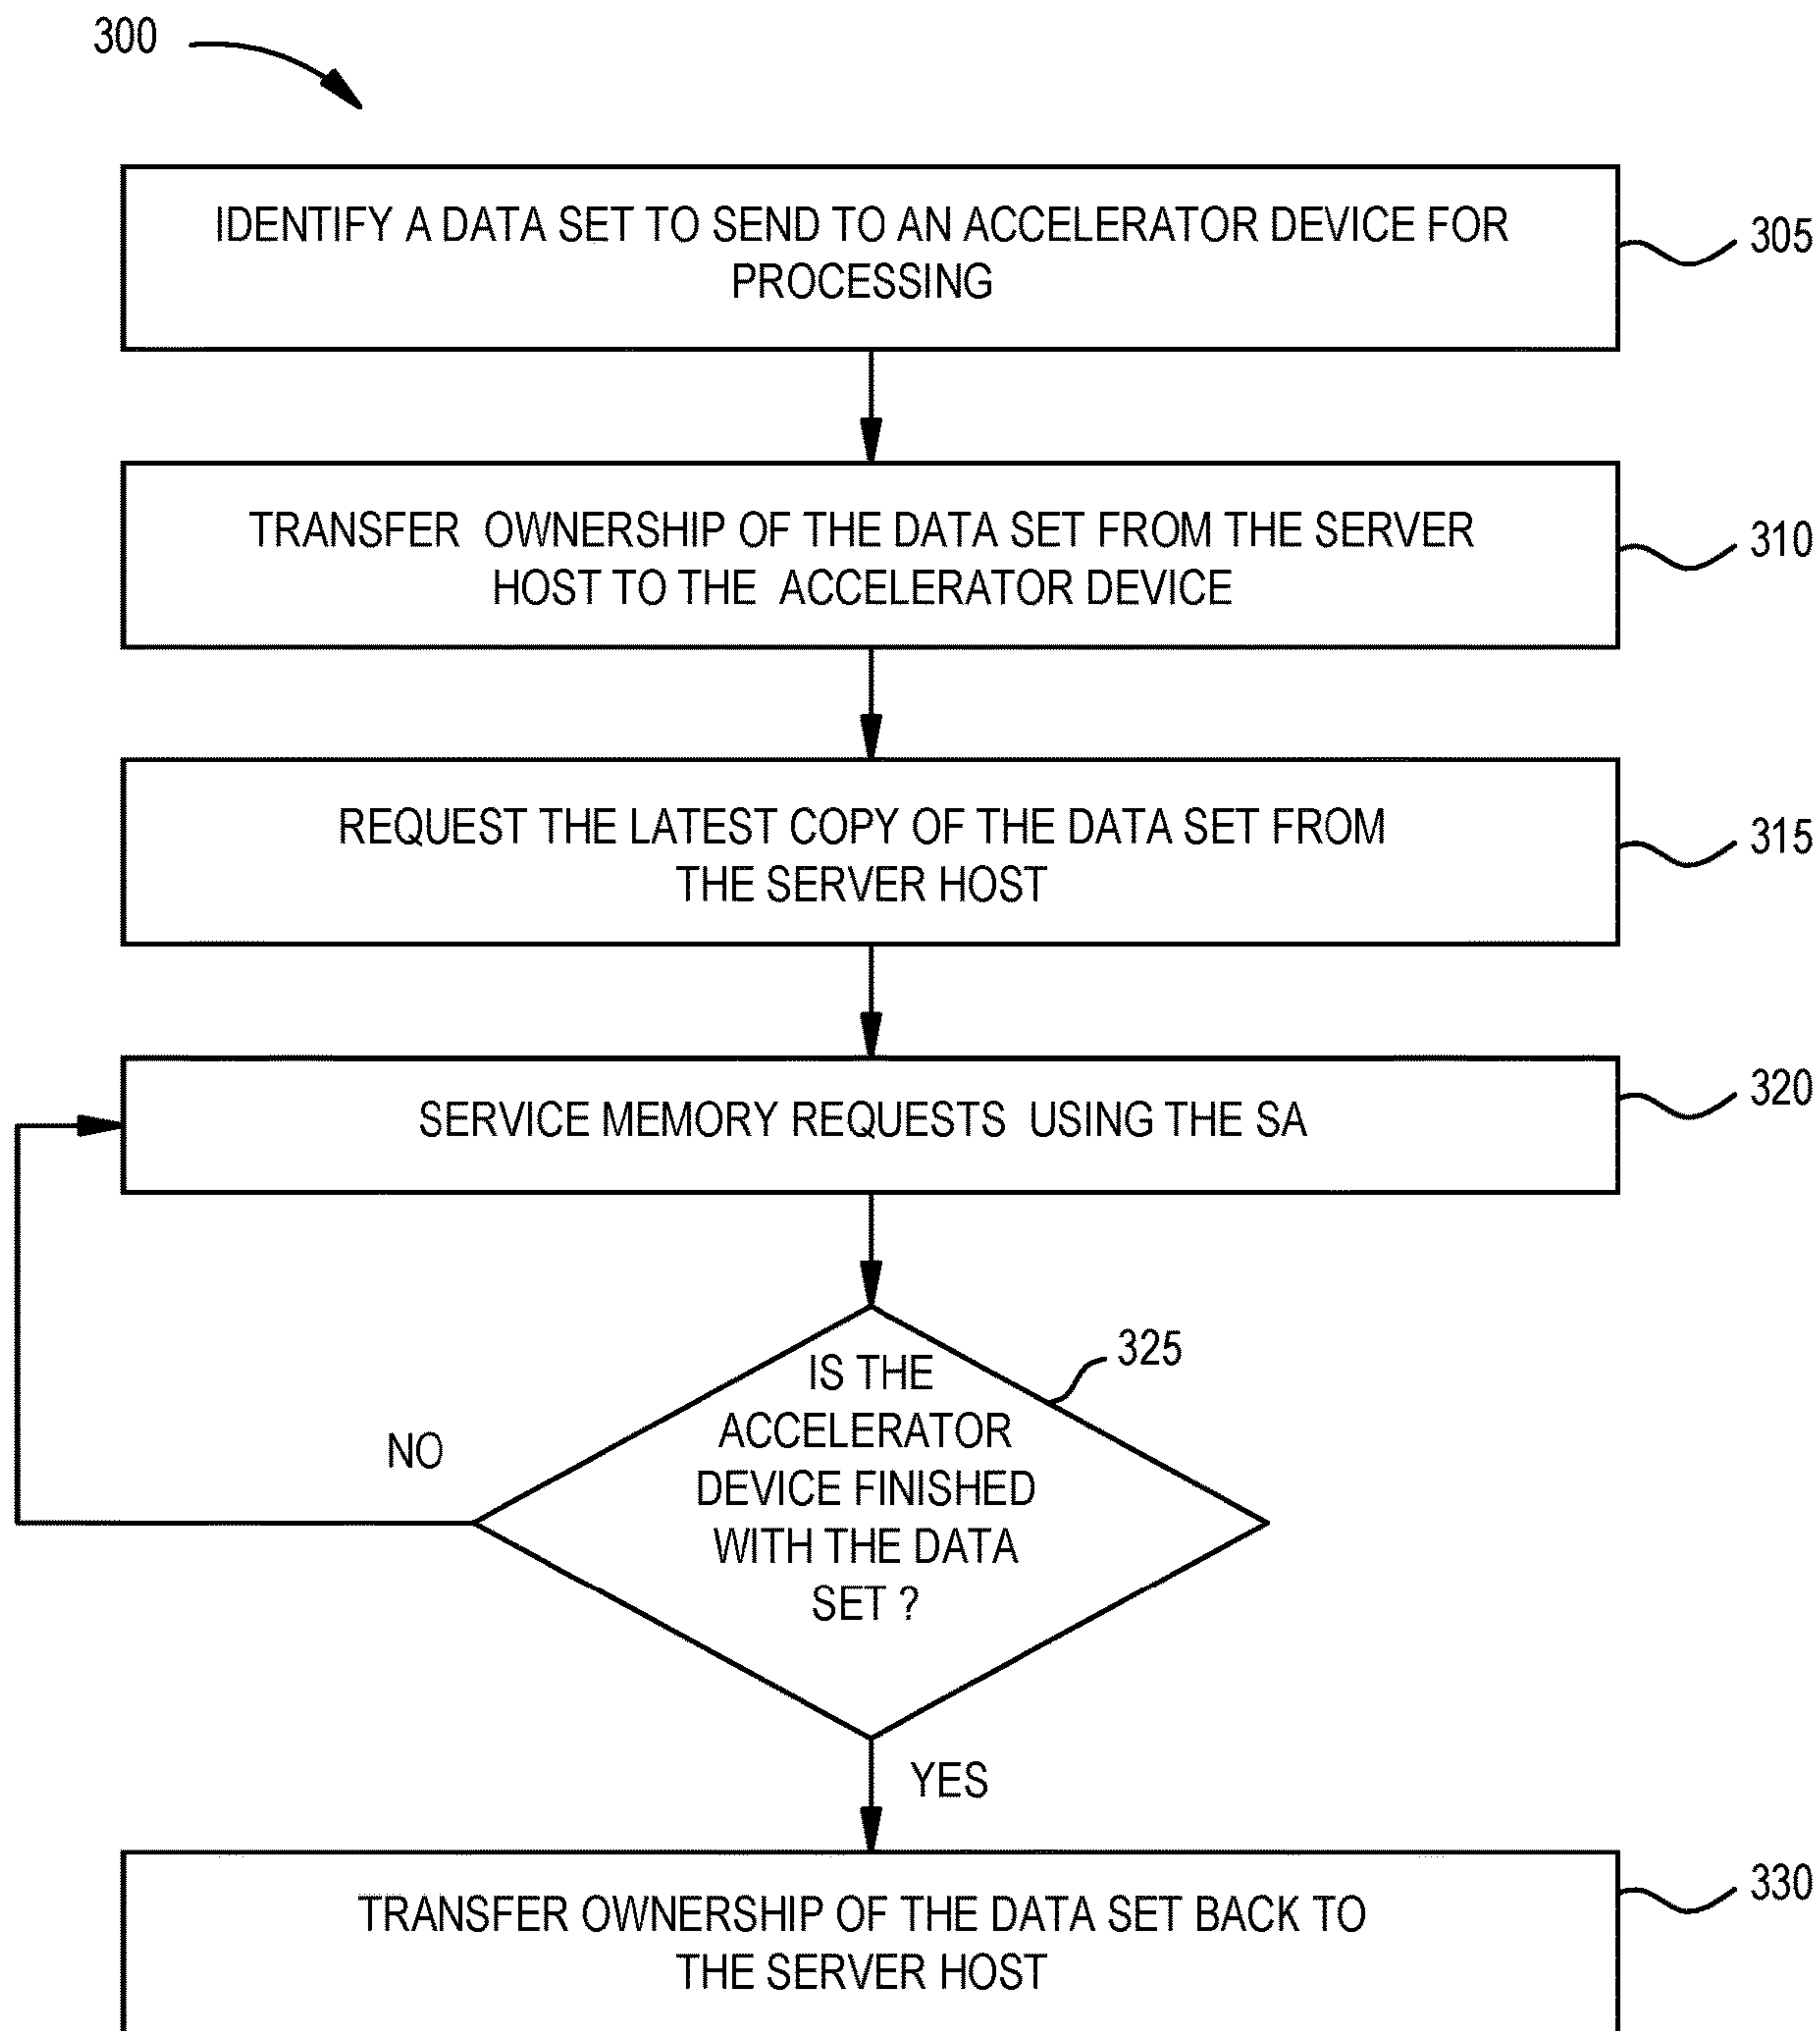 300
IDENTIFY A DATA SET TO SEND TO AN ACCELERATOR DEVICE FOR
PROCESSING
305
TRANSFER OWNERSHIP OF THE DATA SET FROM THE SERVER
HOST TO THE ACCELERATOR DEVICE
310
REQUEST THE LATEST COPY OF THE DATA SET FROM
THE SERVER HOST
315
SERVICE MEMORY REQUESTS USING THE SA
320
IS THE
ACCELERATOR
DEVICE FINISHED
WITH THE DATA
SET ?
325
NO
YES
TRANSFER OWNERSHIP OF THE DATA SET BACK TO
THE SERVER HOST
330